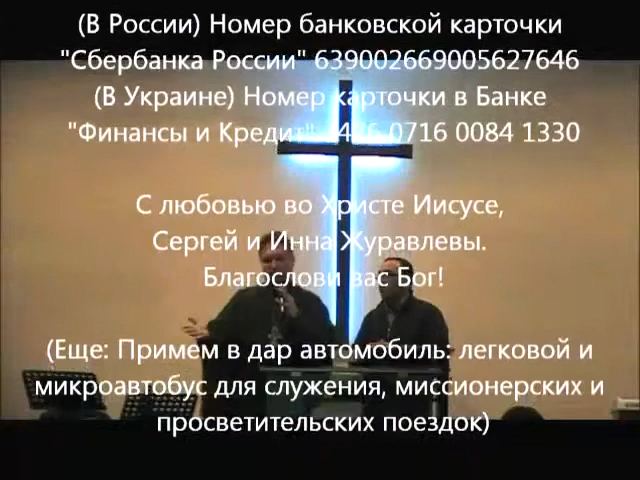 (В России) Номер банковской карточки
"Сбербанка России" 639002669005627646
(В Украине) Номер карточки в Банке
"Финансы и Кредит" 0716 0084 1330
С любовью во Христе Иисусе,
Сергей и Инна Журавлевы.
Благослови вас Бог!
(Еще: Примем в дар автомобиль: легковой и
микроавтобус для служения, миссионерских и
просветительских поездок)